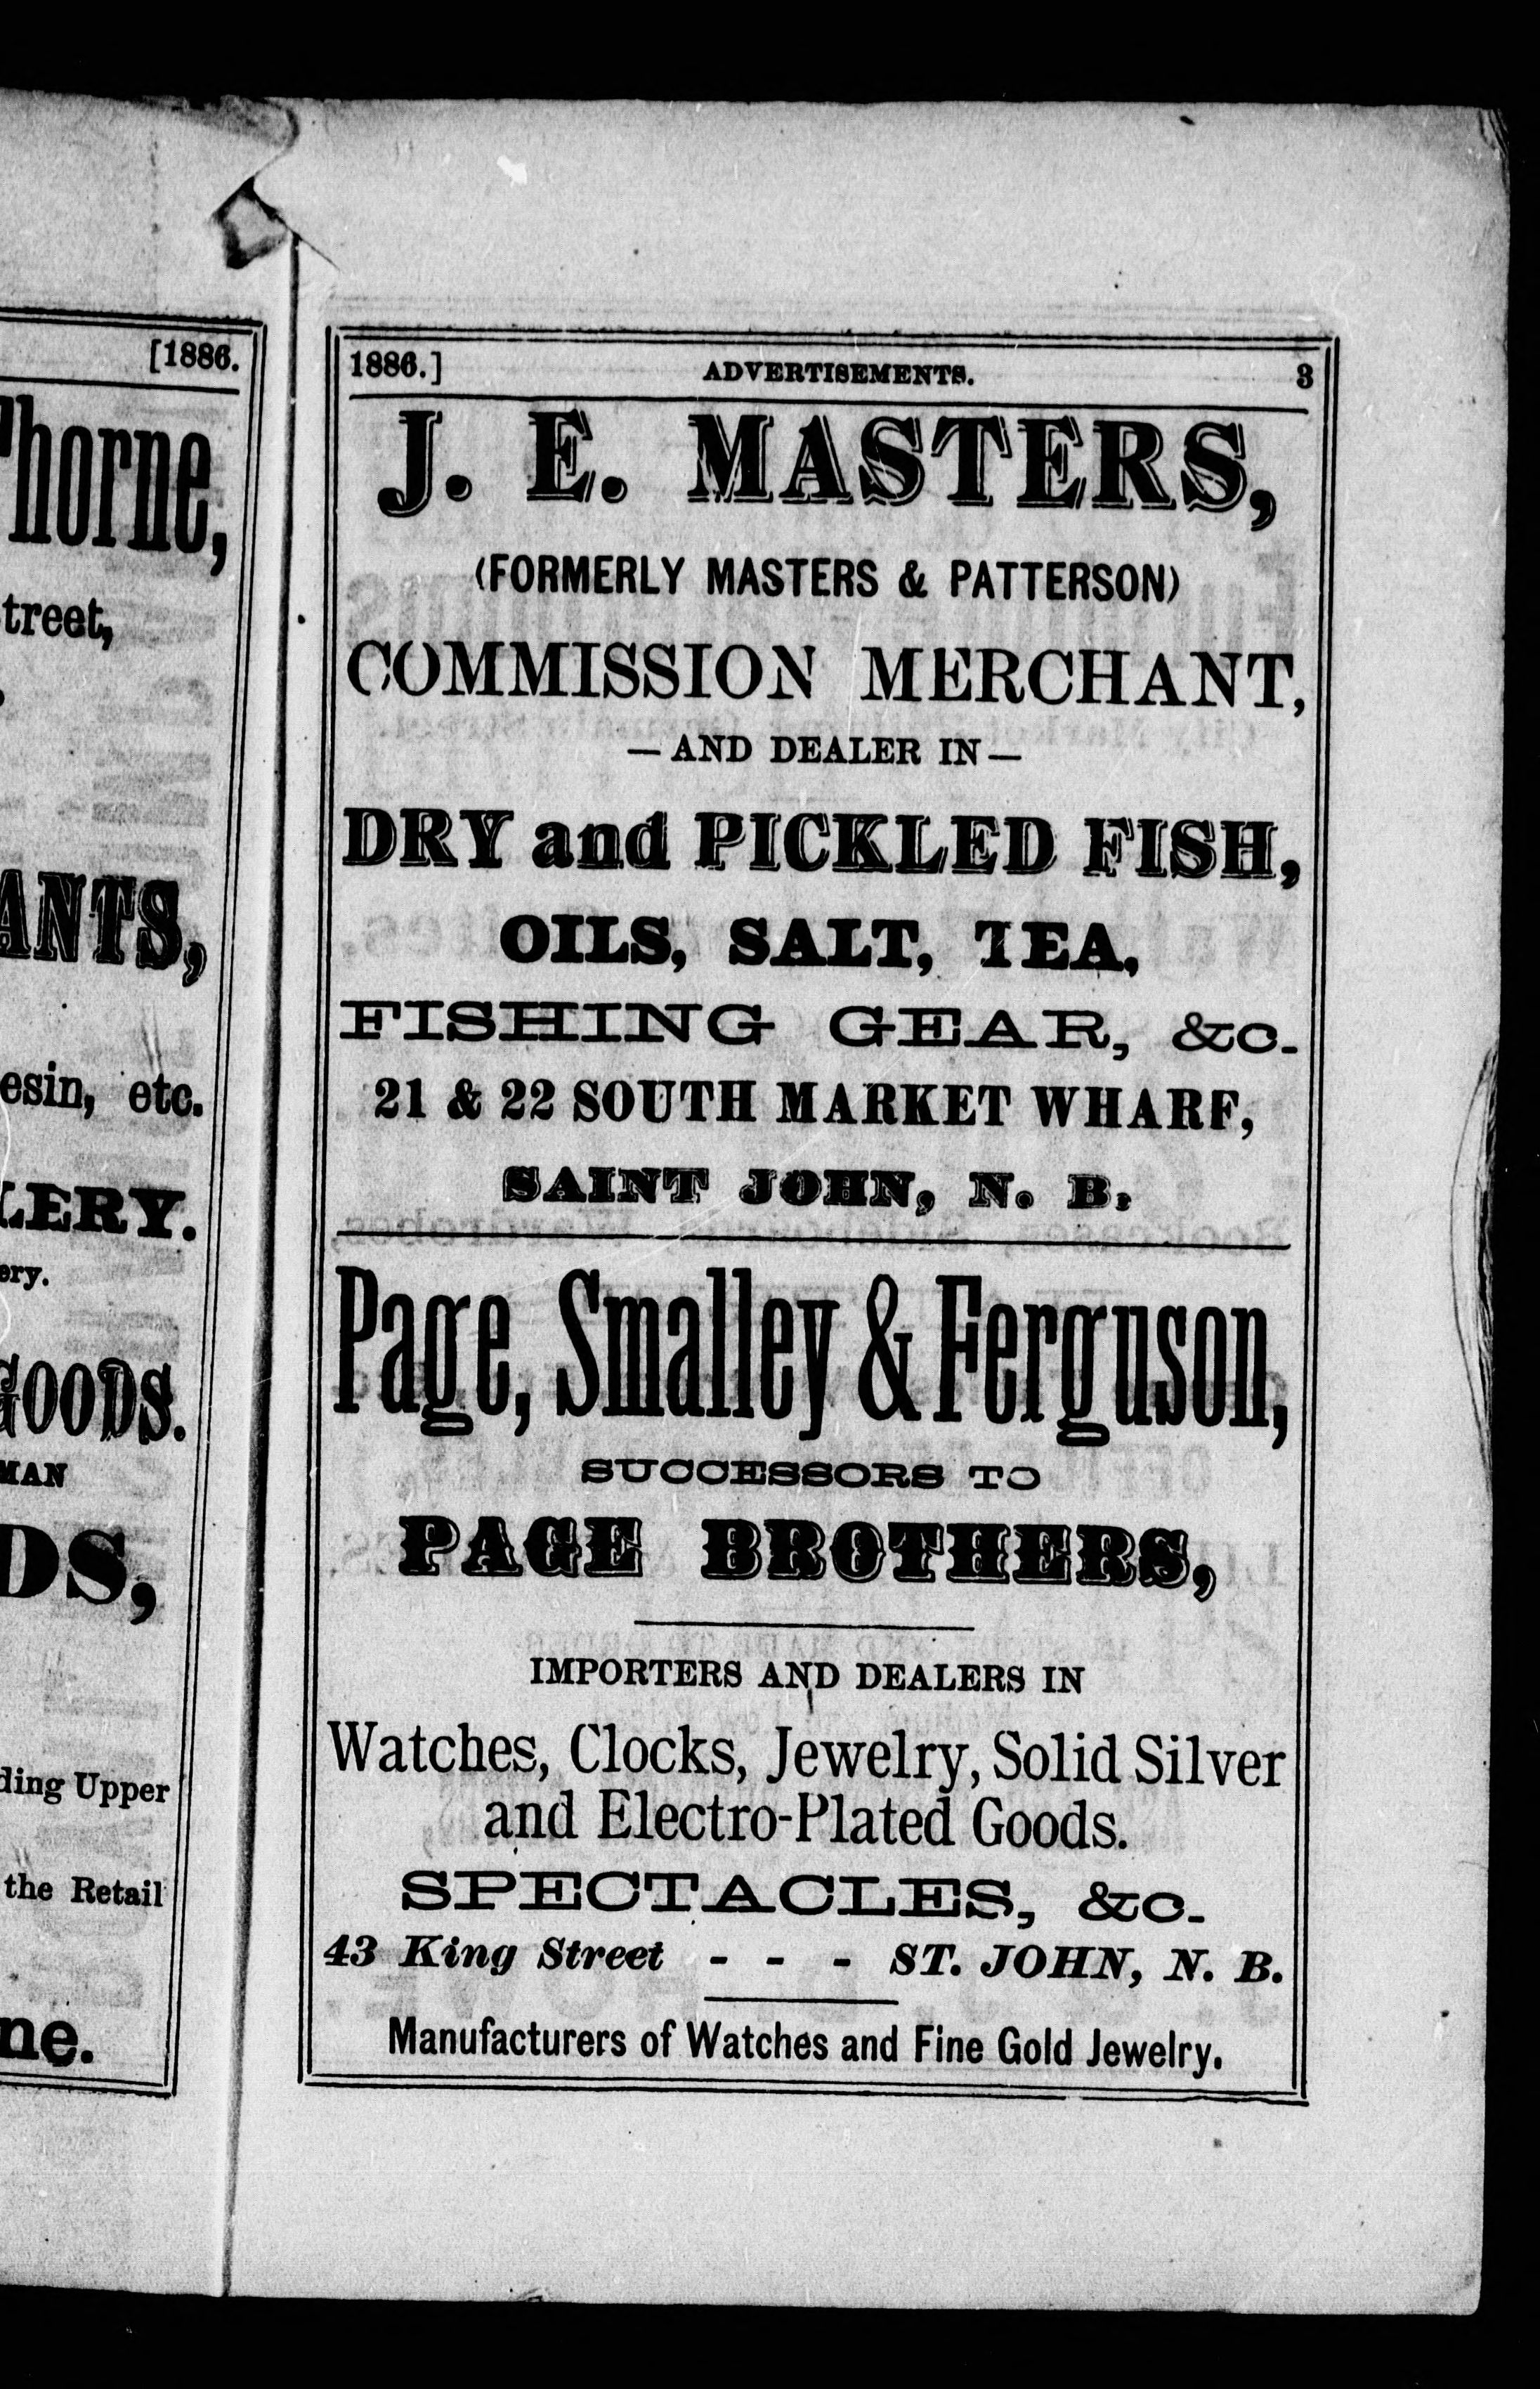 [1886.
Thorne,
treet,
ANTS,
esin, etc.
LERY.
ery.
GOODS.
MAN
DS,
ding Upper
the Retail
ne.
1886.] ADVERTISEMENTS. 3
J. E. MASTERS,
(FORMERLY MASTERS & PATTERSON)
COMMISSION MERCHANT,
— AND DEALER IN —
DRY and PICKLED FISH,
OILS, SALT, TEA,
FISHING GEAR, &c.
21 & 22 SOUTH MARKET WHARF,
SAINT JOHN, N. B.
Page, Smalley & Ferguson,
SUCCESSORS TO
PAGE BROTHERS,
IMPORTERS AND DEALERS IN
Watches, Clocks, Jewelry, Solid Silver
and Electro-Plated Goods.
SPECTACLES, &c.
43 King Street - - - ST. JOHN, N. B.
Manufacturers of Watches and Fine Gold Jewelry.